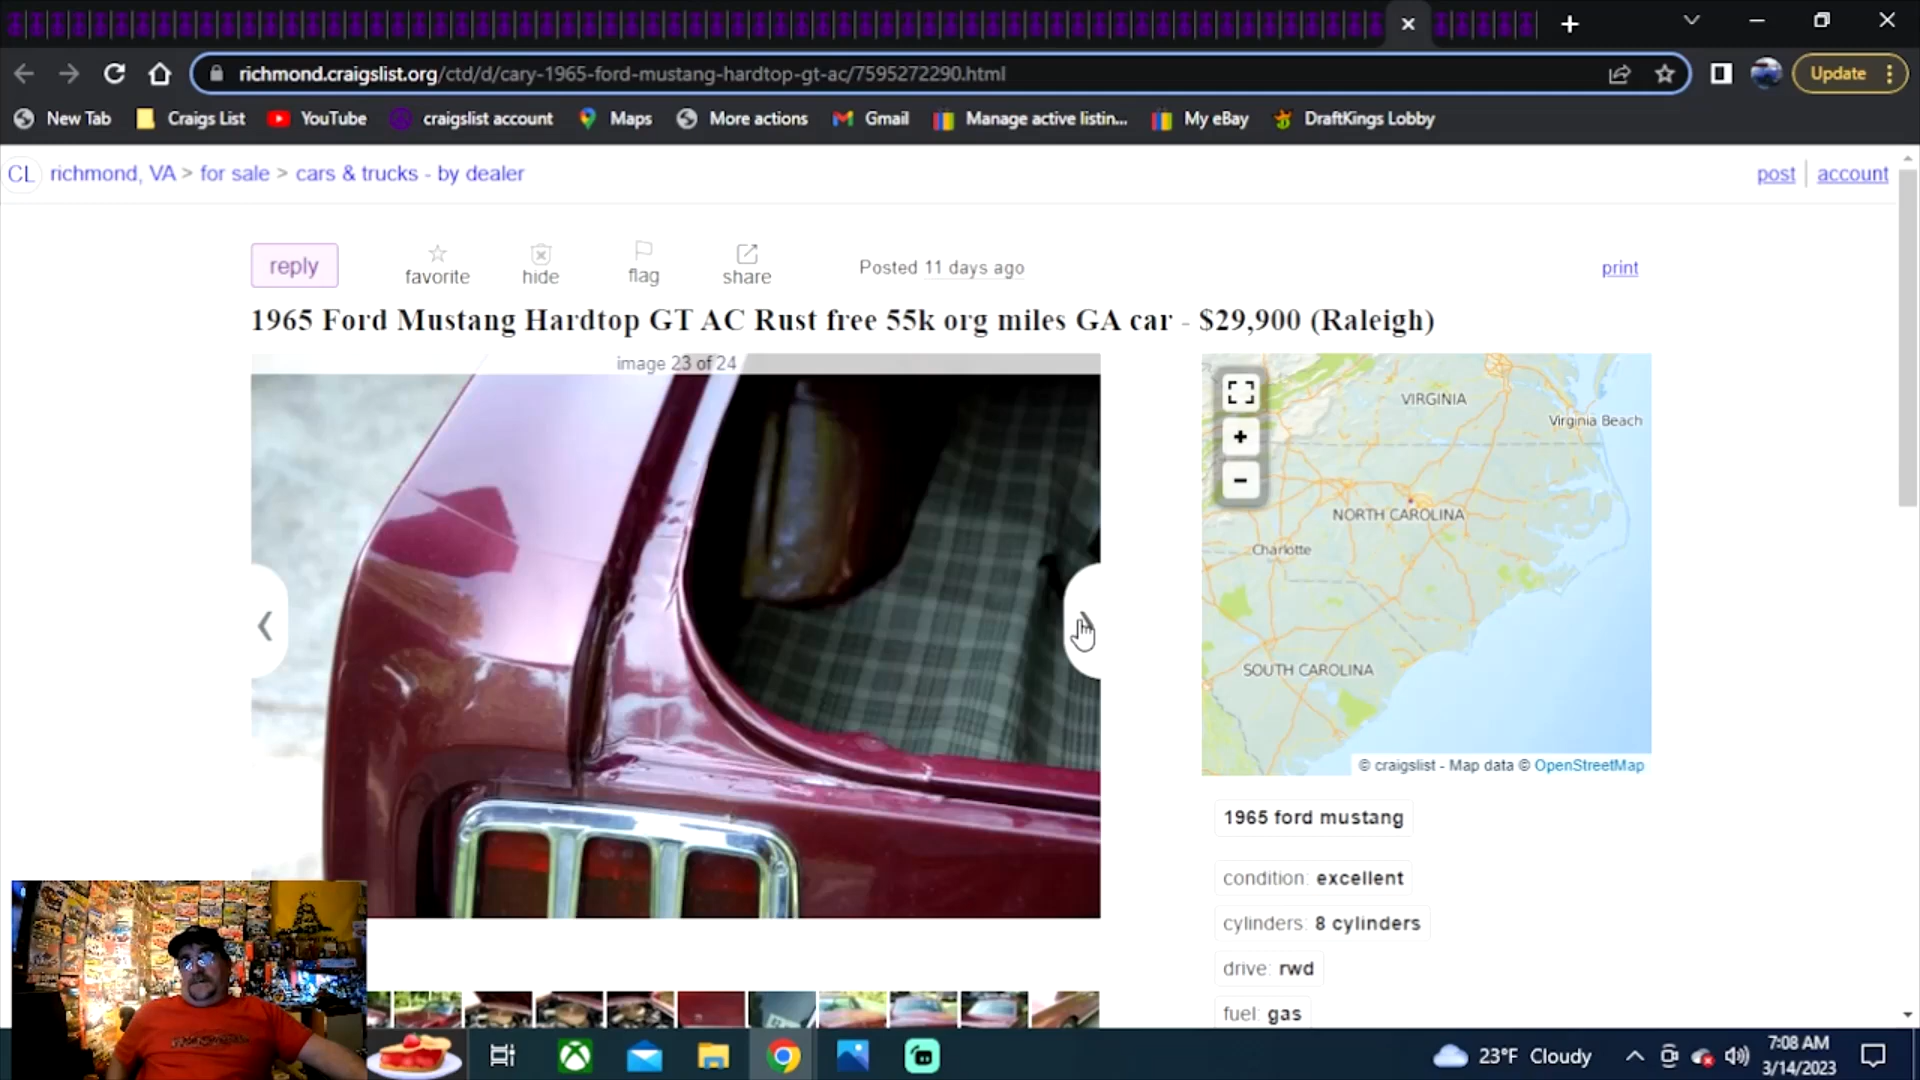 richmond.craigslist.org/ctd/d/cary-1965-ford-mustang-hardtop-gt-ac/7595272290.html
Update
New Tab
Craigs List
YouTube
craigslist account
Maps
More actions
Gmail
Manage active listin...
My eBay
DraftKings Lobby
CL richmond, VA > for sale > cars & trucks - by dealer
post
account
reply
favorite
hide
flag
share
Posted 11 days ago
print
1965 Ford Mustang Hardtop GT AC Rust free 55k org miles GA car - $29,900 (Raleigh)
image 23 of 24
VIRGINIA
Virginia Beach
NORTH CAROLINA
Charlotte
SOUTH CAROLINA
© craigslist - Map data © OpenStreetMap
1965 ford mustang
condition: excellent
cylinders: 8 cylinders
drive: rwd
fuel: gas
23°F Cloudy
7:08 AM
3/14/2023